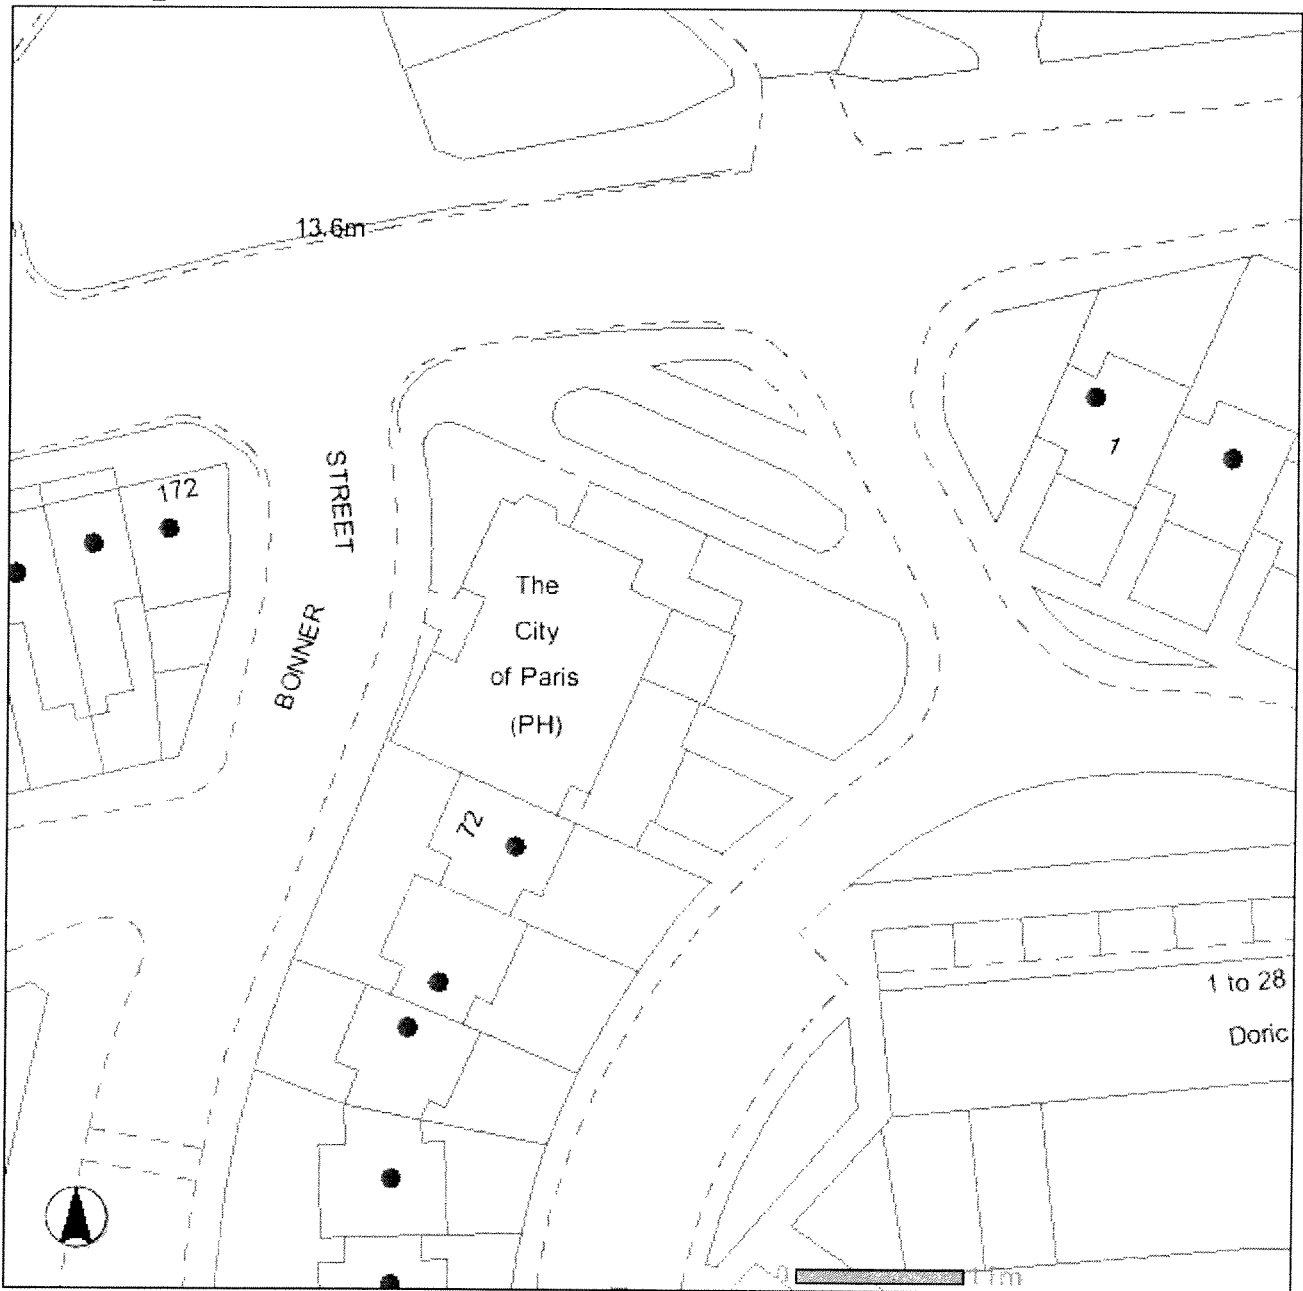 13.6m
172
STREET
BONNER
1
The
City
of Paris
(PH)
72
1 to 28
Doric
0
11m